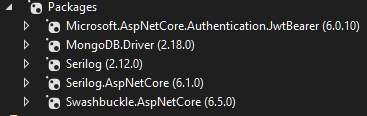 Packages
Microsoft.AspNetCore.Authentication.JwtBearer (6.0.10)
MongoDB.Driver (2.18.0)
Serilog (2.12.0)
Serilog.AspNetCore (6.1.0)
Swashbuckle.AspNetCore (6.5.0)